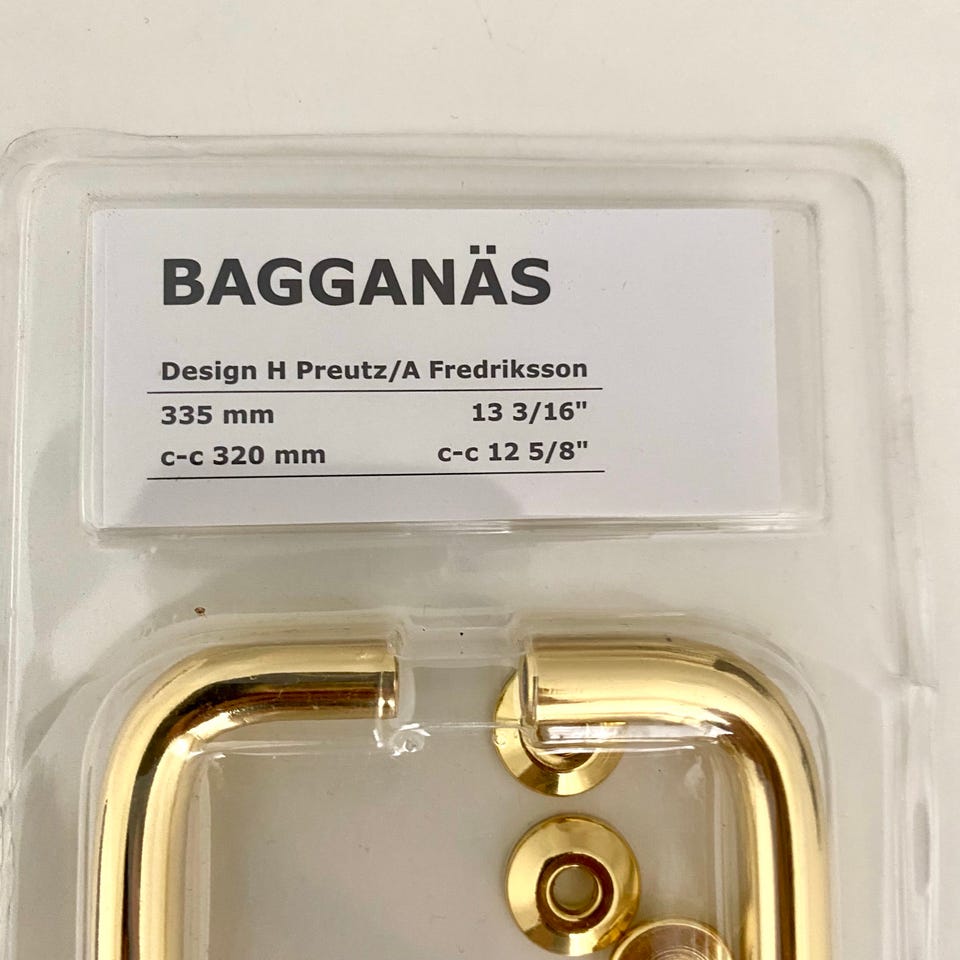 BAGGANÄS
Design H Preutz/A Fredriksson
335 mm 13 3/16"
c-c 320 mm c-c 12 5/8"